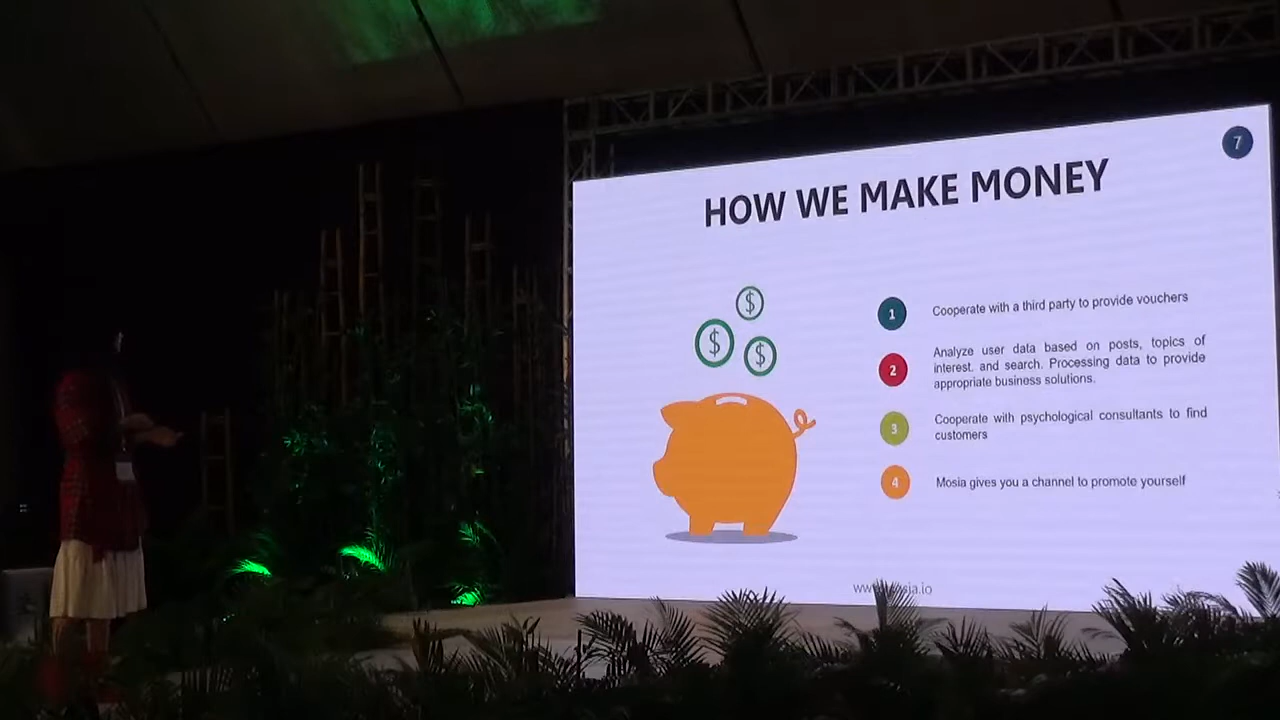 7
HOW WE MAKE MONEY
$
$
$
1 Cooperate with a third party to provide vouchers
2 Analyze user data based on posts, topics of
interest, and search. Processing data to provide
appropriate business solutions.
3 Cooperate with psychological consultants to find
customers
4 Mosia gives you a channel to promote yourself